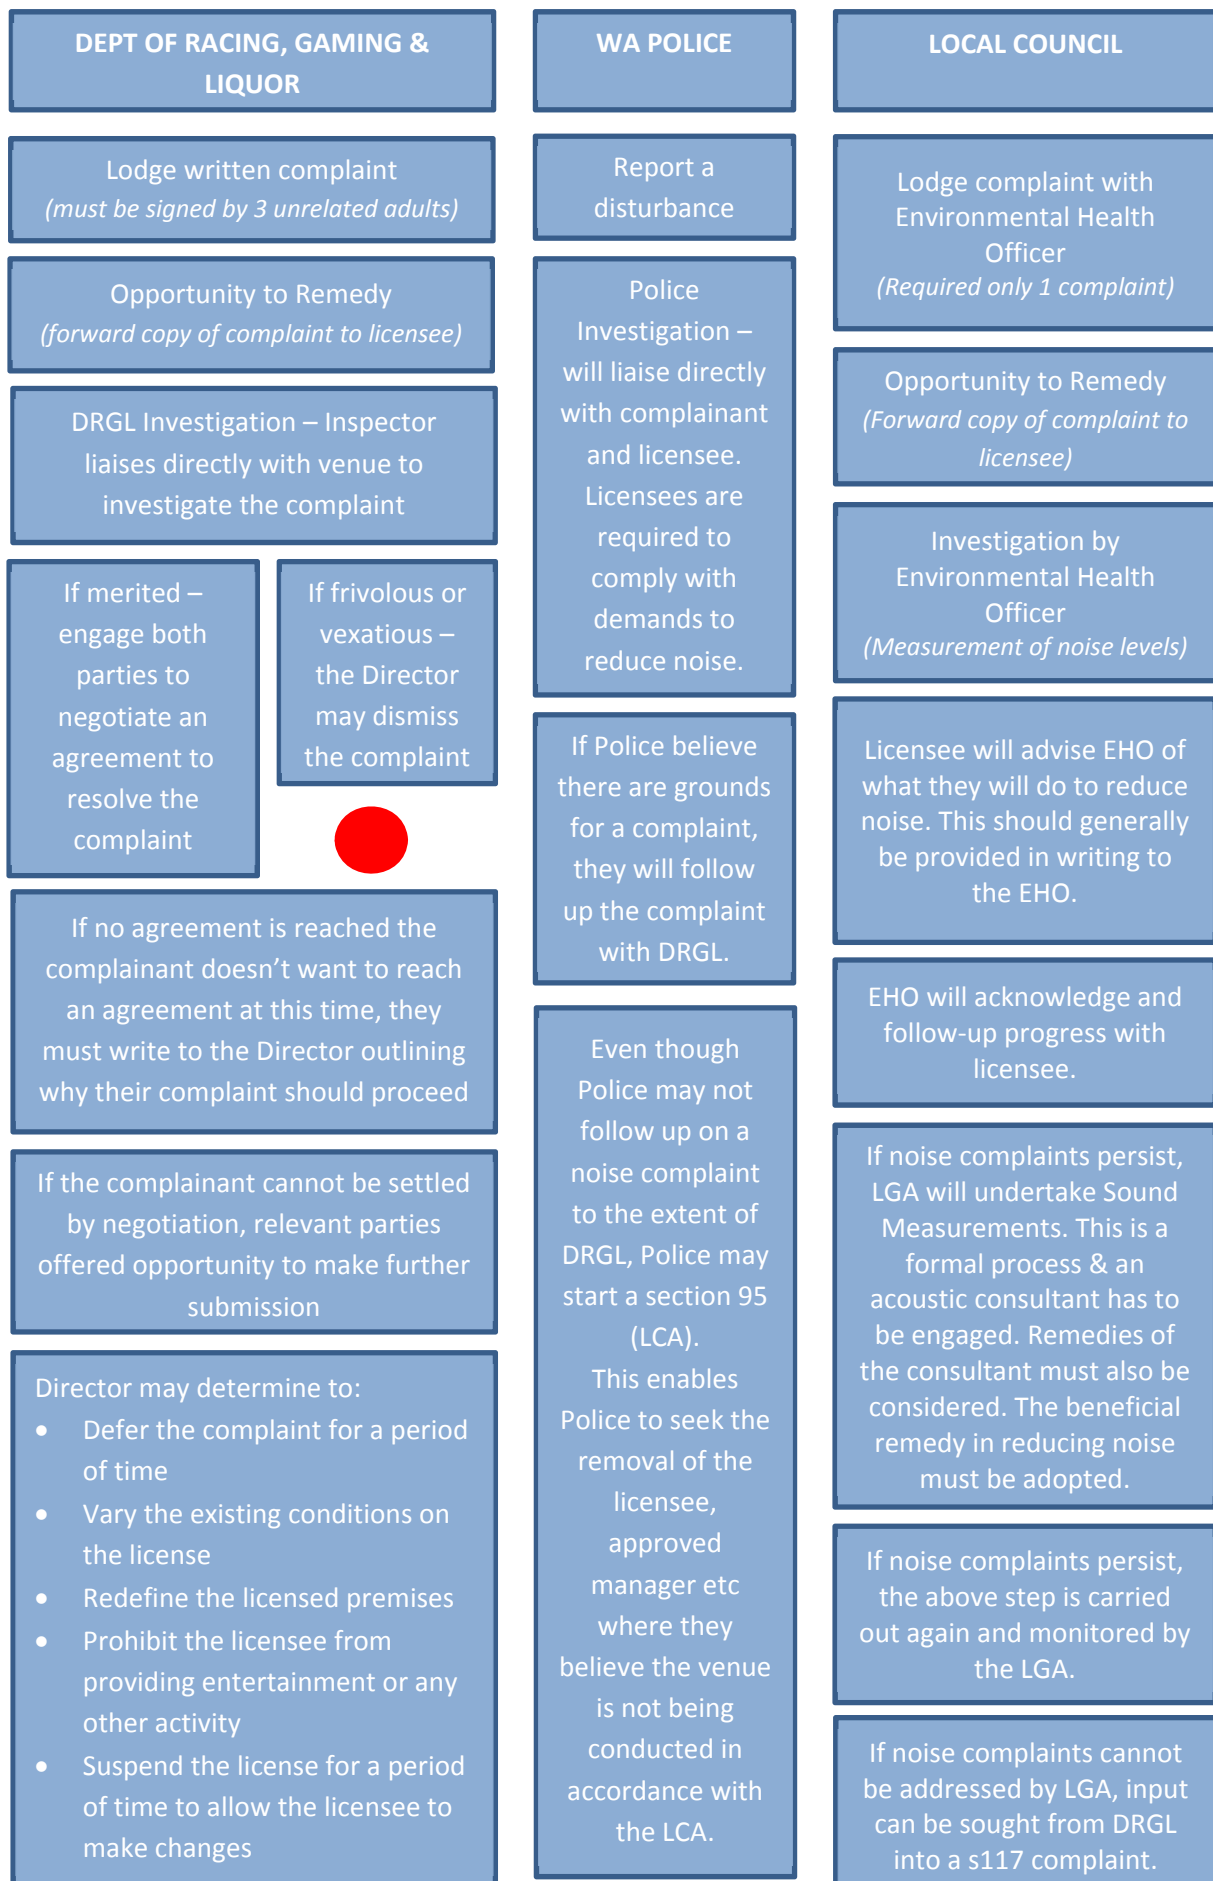 DEPT OF RACING, GAMING &
LIQUOR
Lodge written complaint
(must be signed by 3 unrelated adults)
Opportunity to Remedy
(forward copy of complaint to licensee)
DRGL Investigation – Inspector
liaises directly with venue to
investigate the complaint
If merited –
engage both
parties to
negotiate an
agreement to
resolve the
complaint
If frivolous or
vexatious –
the Director
may dismiss
the complaint
If no agreement is reached the
complainant doesn’t want to reach
an agreement at this time, they
must write to the Director outlining
why their complaint should proceed
If the complainant cannot be settled
by negotiation, relevant parties
offered opportunity to make further
submission
Director may determine to:
• Defer the complaint for a period
of time
• Vary the existing conditions on
the license
• Redefine the licensed premises
• Prohibit the licensee from
providing entertainment or any
other activity
• Suspend the license for a period
of time to allow the licensee to
make changes
WA POLICE
Report a
disturbance
Police
Investigation –
will liaise directly
with complainant
and licensee.
Licensees are
required to
comply with
demands to
reduce noise.
If Police believe
there are grounds
for a complaint,
they will follow
up the complaint
with DRGL.
Even though
Police may not
follow up on a
noise complaint
to the extent of
DRGL, Police may
start a section 95
(LCA).
This enables
Police to seek the
removal of the
licensee,
approved
manager etc
where they
believe the venue
is not being
conducted in
accordance with
the LCA.
LOCAL COUNCIL
Lodge complaint with
Environmental Health
Officer
(Required only 1 complaint)
Opportunity to Remedy
(Forward copy of complaint to
licensee)
Investigation by
Environmental Health
Officer
(Measurement of noise levels)
Licensee will advise EHO of
what they will do to reduce
noise. This should generally
be provided in writing to
the EHO.
EHO will acknowledge and
follow-up progress with
licensee.
If noise complaints persist,
LGA will undertake Sound
Measurements. This is a
formal process & an
acoustic consultant has to
be engaged. Remedies of
the consultant must also be
considered. The beneficial
remedy in reducing noise
must be adopted.
If noise complaints persist,
the above step is carried
out again and monitored by
the LGA.
If noise complaints cannot
be addressed by LGA, input
can be sought from DRGL
into a s117 complaint.